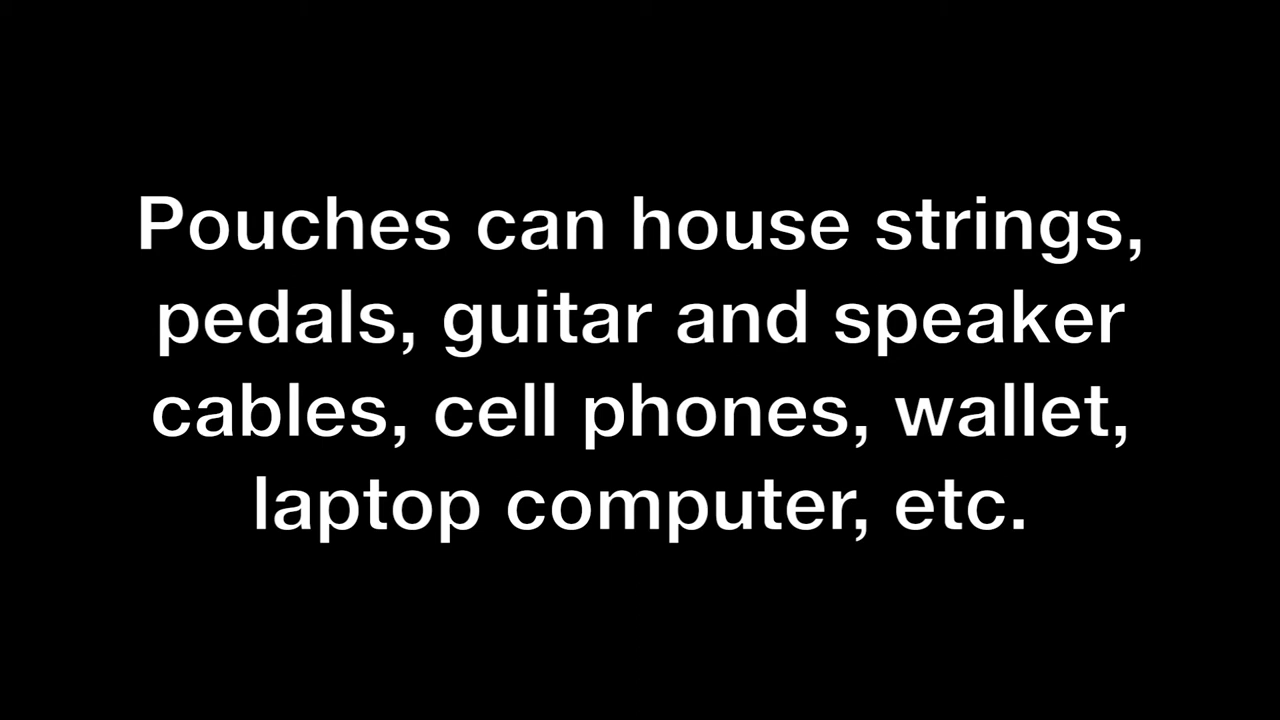 Pouches can house strings,
pedals, guitar and speaker
cables, cell phones, wallet,
laptop computer, etc.